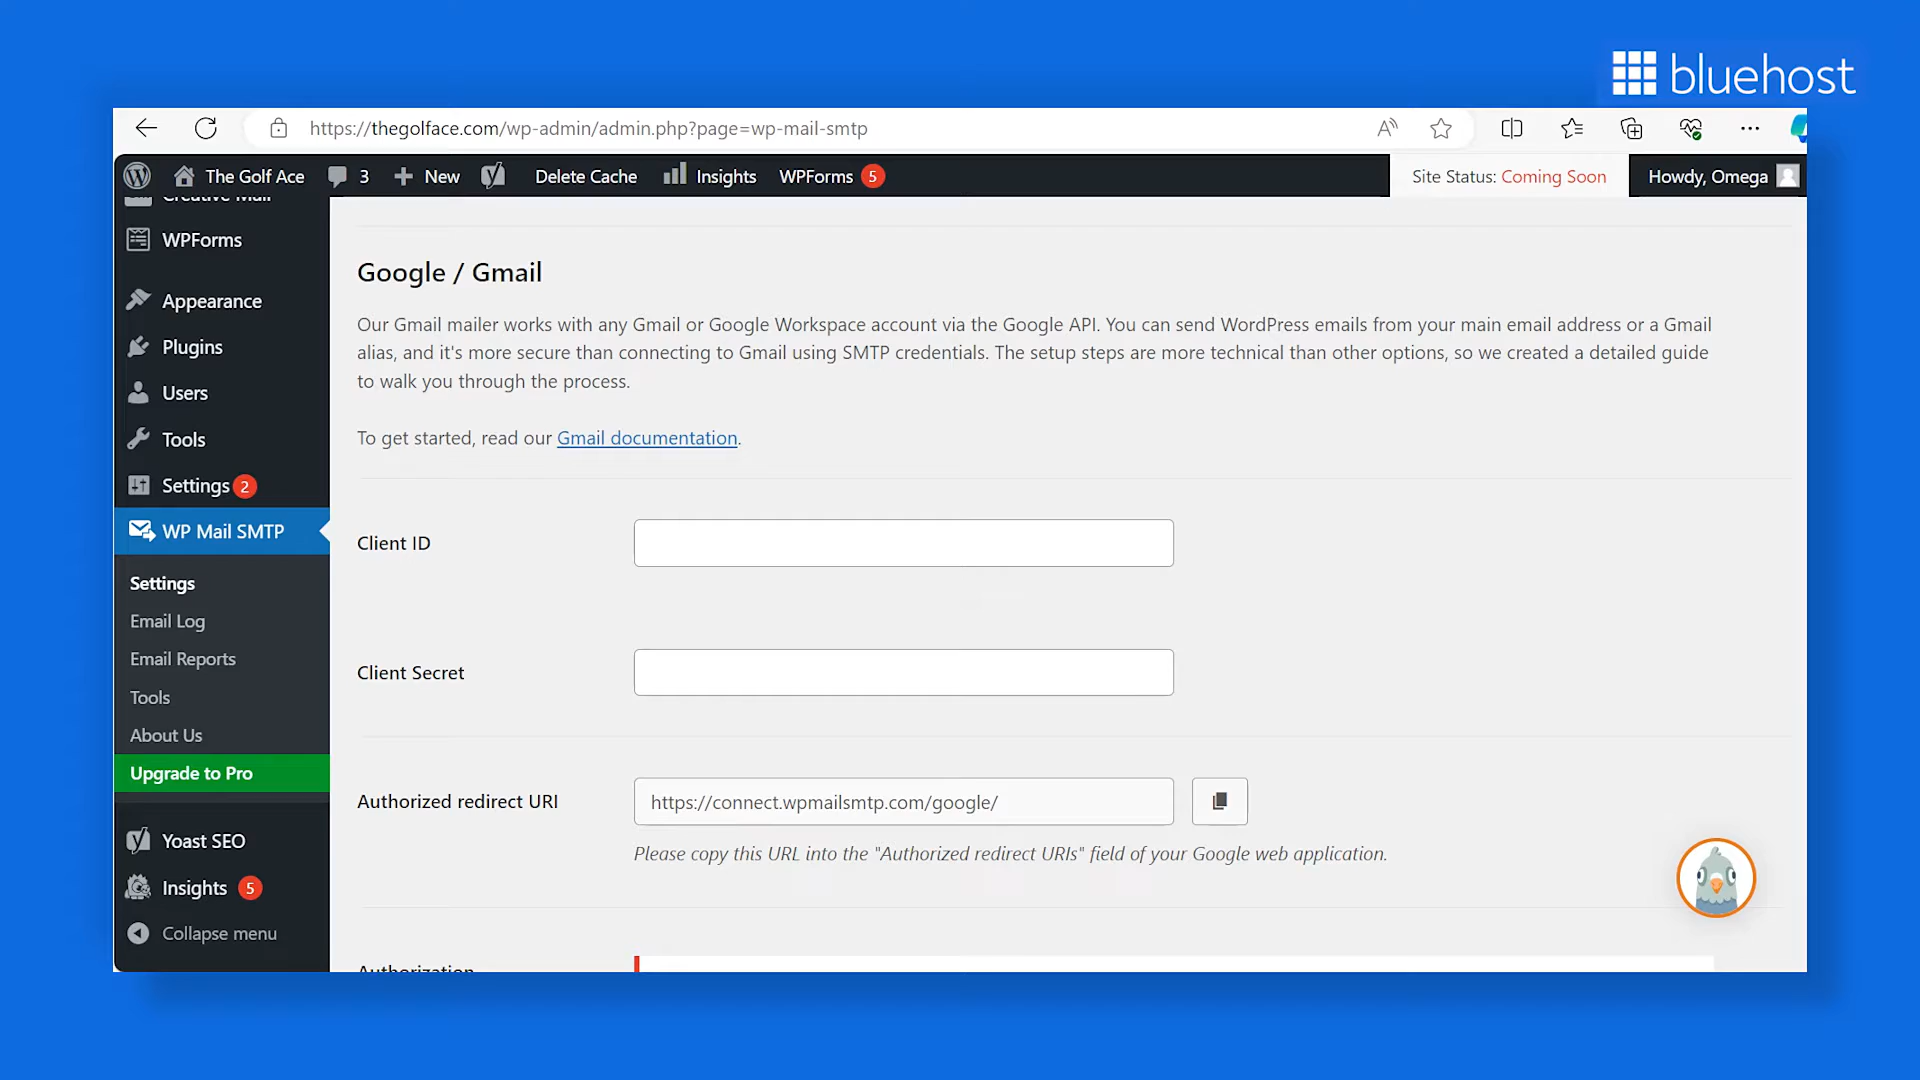 bluehost
https://thegolface.com/wp-admin/admin.php?page=wp-mail-smtp
The Golf Ace 3 New Delete Cache Insights WPForms 5 Site Status: Coming Soon Howdy, Omega
Creative Mail
WPForms
Appearance
Plugins
Users
Tools
Settings 2
WP Mail SMTP
Settings
Email Log
Email Reports
Tools
About Us
Upgrade to Pro
Yoast SEO
Insights 5
Collapse menu
Google / Gmail
Our Gmail mailer works with any Gmail or Google Workspace account via the Google API. You can send WordPress emails from your main email address or a Gmail
alias, and it's more secure than connecting to Gmail using SMTP credentials. The setup steps are more technical than other options, so we created a detailed guide
to walk you through the process.
To get started, read our Gmail documentation.
Client ID
Client Secret
Authorized redirect URI
https://connect.wpmailsmtp.com/google/
Please copy this URL into the "Authorized redirect URIs" field of your Google web application.
Authorization